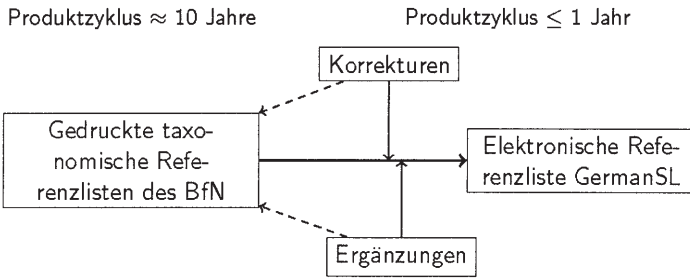 Produktzyklus ≈ 10 Jahre
Produktzyklus ≤ 1 Jahr
Korrekturen
Gedruckte taxo-
nomische Refe-
renzlisten des BfN
Elektronische Refe-
renzliste GermanSL
Ergänzungen